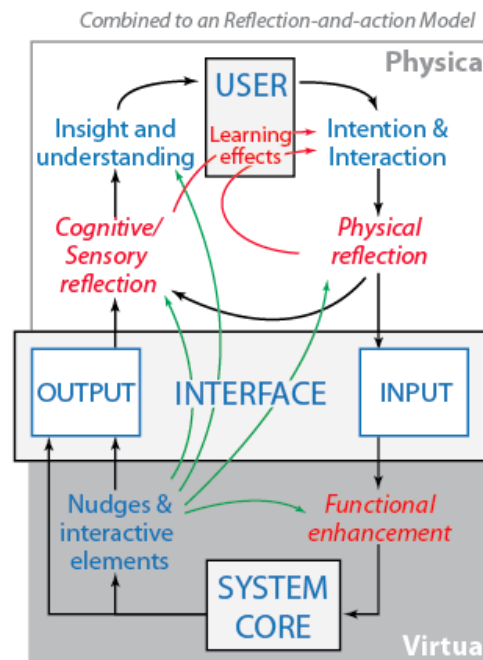 Combined to an Reflection-and-action Model
Physica
USER
Insight and
understanding
Learning
effects
Intention &
Interaction
Cognitive/
Sensory
reflection
Physical
reflection
OUTPUT
INTERFACE
INPUT
Nudges &
interactive
elements
Functional
enhancement
SYSTEM
CORE
Virtua